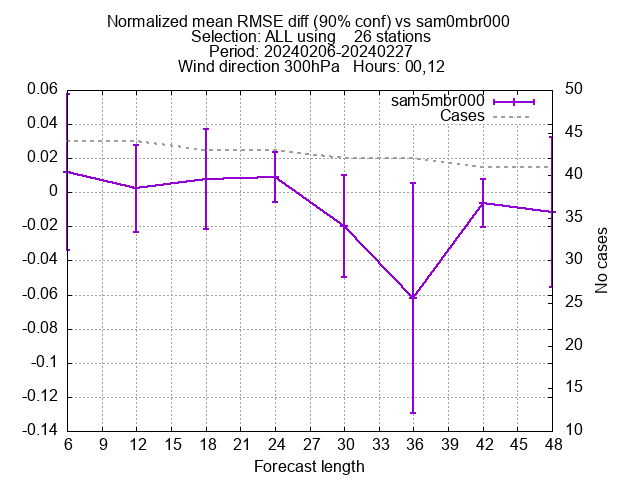 Normalized mean RMSE diff (90% conf) vs sam0mbr000
Selection: ALL using    26 stations
Period: 20240206-20240227
Wind direction 300hPa   Hours: 00,12
sam5mbr000
Cases
0.06
0.04
0.02
0
-0.02
-0.04
-0.06
-0.08
-0.1
-0.12
-0.14
50
45
40
35
30
25
20
15
10
No cases
6 9 12 15 18 21 24 27 30 33 36 39 42 45 48
Forecast length